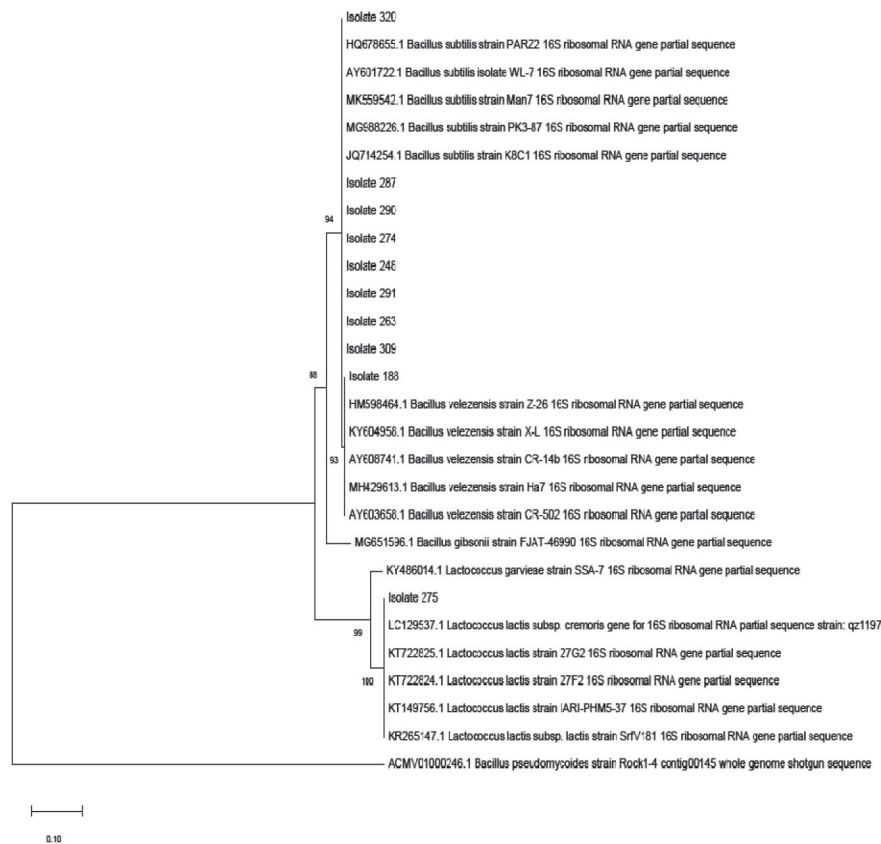 Isolate 320
HQ678655.1 Bacillus subtilis strain PARZ2 16S ribosomal RNA gene partial sequence
AY601722.1 Bacillus subtilis isolate WL-7 16S ribosomal RNA gene partial sequence
MK559542.1 Bacillus subtilis strain Man7 16S ribosomal RNA gene partial sequence
MG988226.1 Bacillus subtilis strain PK3-87 16S ribosomal RNA gene partial sequence
JQ714254.1 Bacillus subtilis strain K8C1 16S ribosomal RNA gene partial sequence
Isolate 287
Isolate 290
94
Isolate 274
Isolate 248
Isolate 291
Isolate 263
Isolate 309
88
Isolate 188
HM598464.1 Bacillus velezensis strain Z-26 16S ribosomal RNA gene partial sequence
KY604958.1 Bacillus velezensis strain X-L 16S ribosomal RNA gene partial sequence
93
AY608741.1 Bacillus velezensis strain CR-14b 16S ribosomal RNA gene partial sequence
MH429613.1 Bacillus velezensis strain Ha7 16S ribosomal RNA gene partial sequence
AY603658.1 Bacillus velezensis strain CR-502 16S ribosomal RNA gene partial sequence
MG651596.1 Bacillus gibsonii strain FJAT-46990 16S ribosomal RNA gene partial sequence
KY486014.1 Lactococcus garvieae strain SSA-7 16S ribosomal RNA gene partial sequence
Isolate 275
LC129537.1 Lactococcus lactis subsp. cremoris gene for 16S ribosomal RNA partial sequence strain: qz1197
99
KT722825.1 Lactococcus lactis strain 27G2 16S ribosomal RNA gene partial sequence
100
KT722824.1 Lactococcus lactis strain 27F2 16S ribosomal RNA gene partial sequence
KT149756.1 Lactococcus lactis strain IARI-PHM5-37 16S ribosomal RNA gene partial sequence
KR265147.1 Lactococcus lactis subsp. lactis strain SrfV181 16S ribosomal RNA gene partial sequence
ACMV01000246.1 Bacillus pseudomycoides strain Rock1-4 contig00145 whole genome shotgun sequence
0.10